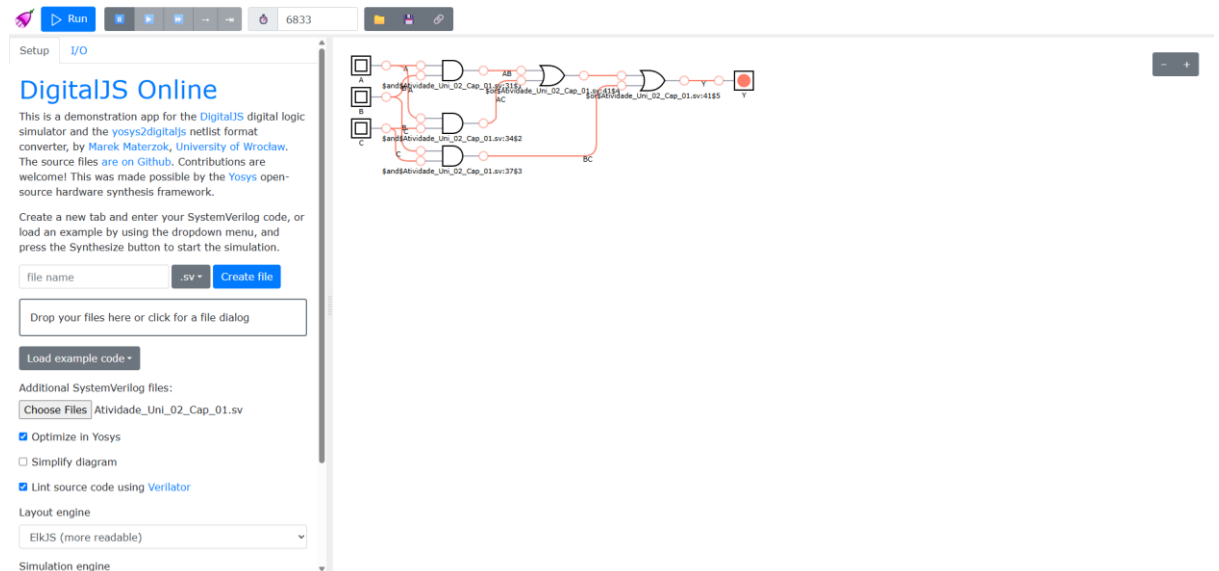 Run
6833
Setup I/O
DigitalJS Online
This is a demonstration app for the DigitalJS digital logic
simulator and the yosys2digitaljs netlist format
converter, by Marek Materzok, University of Wrocław.
The source files are on Github. Contributions are
welcome! This was made possible by the Yosys open-
source hardware synthesis framework.
Create a new tab and enter your SystemVerilog code, or
load an example by using the dropdown menu, and
press the Synthesize button to start the simulation.
file name .sv Create file
Drop your files here or click for a file dialog
Load example code
Additional SystemVerilog files:
Choose Files Atividade_Uni_02_Cap_01.sv
Optimize in Yosys
Simplify diagram
Lint source code using Verilator
Layout engine
ElkJS (more readable)
Simulation engine
A
B
C
A
A
C
C
AB
AC
BC
Y
Y
$and$Atividade_Uni_02_Cap_01.sv:34$2
$and$Atividade_Uni_02_Cap_01.sv:37$3
$or$Atividade_Uni_02_Cap_01.sv:41$5